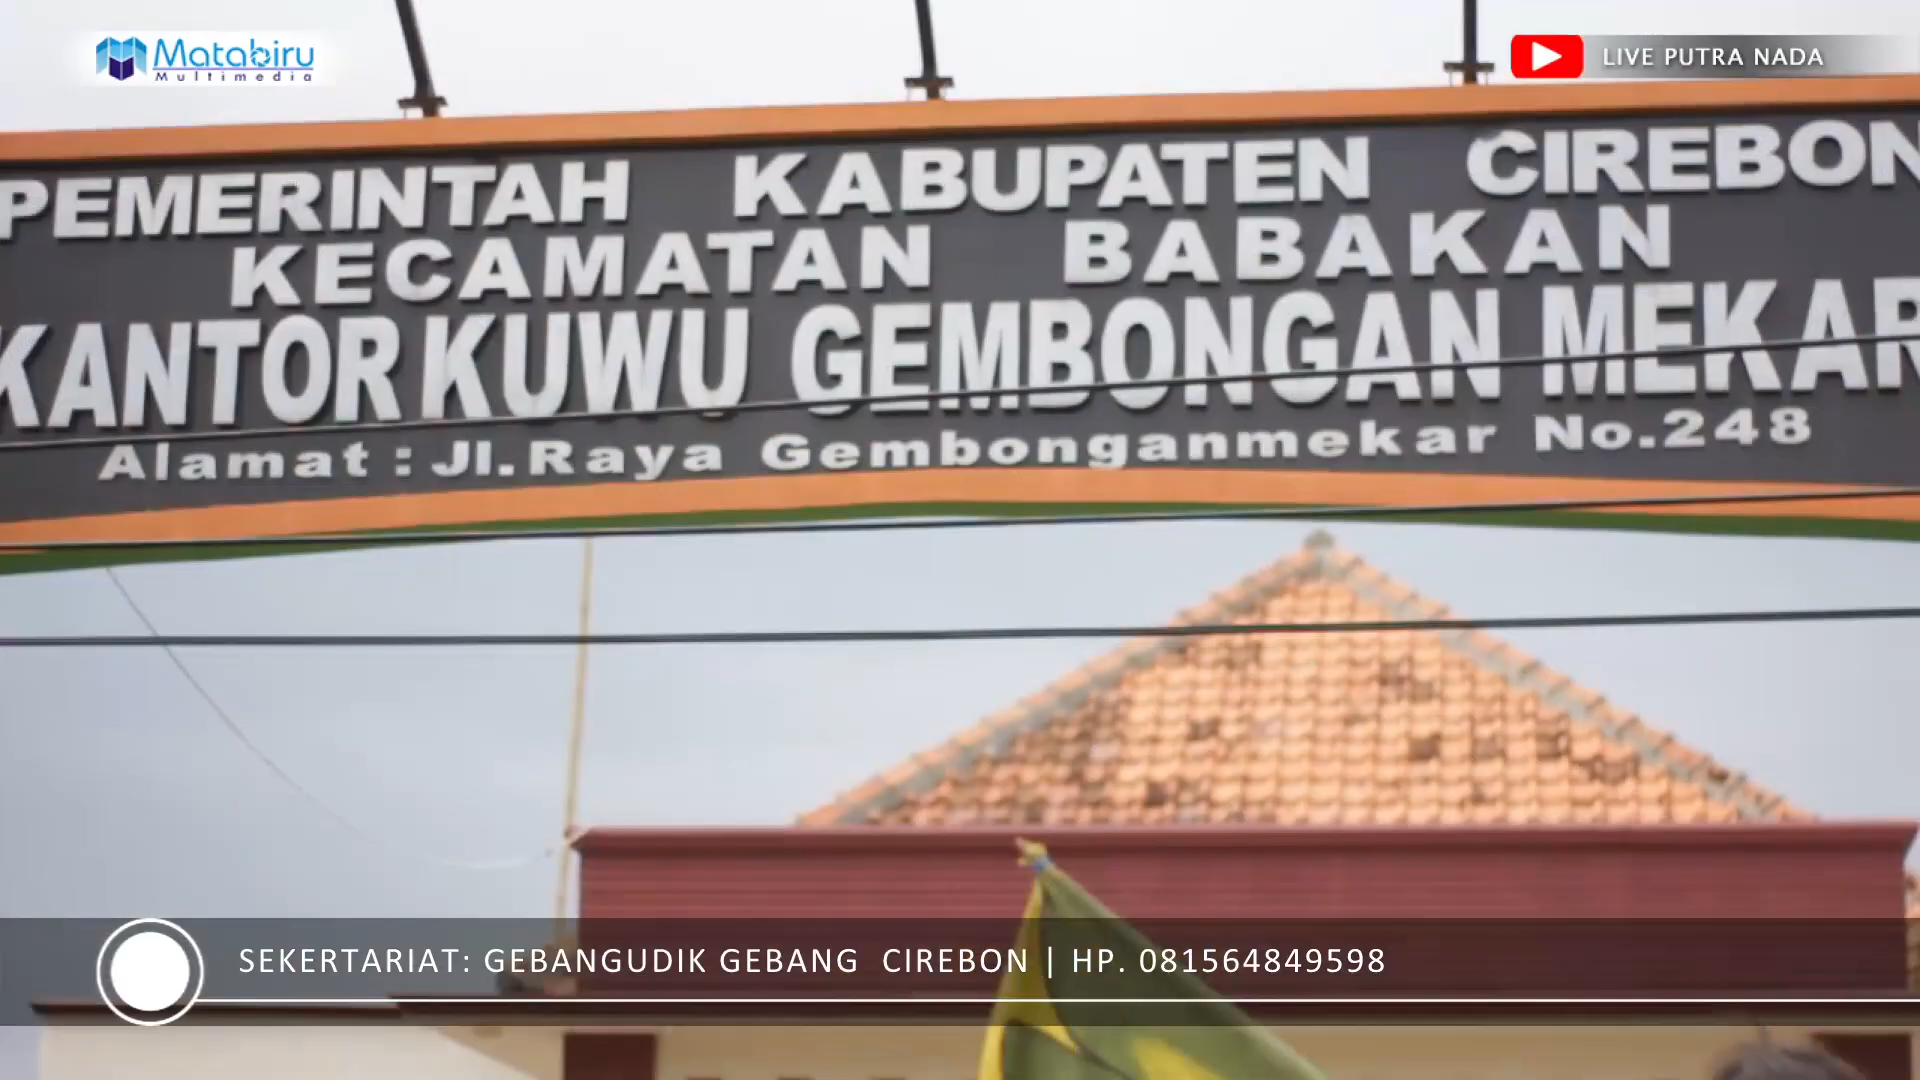 Matabiru
Multimedia
LIVE PUTRA NADA
PEMERINTAH KABUPATEN CIREBON
KECAMATAN BABAKAN
KANTOR KUWU GEMBONGAN MEKAR
Alamat : Jl.Raya Gembonganmekar No.248
SEKERTARIAT: GEBANGUDIK GEBANG CIREBON | HP. 081564849598